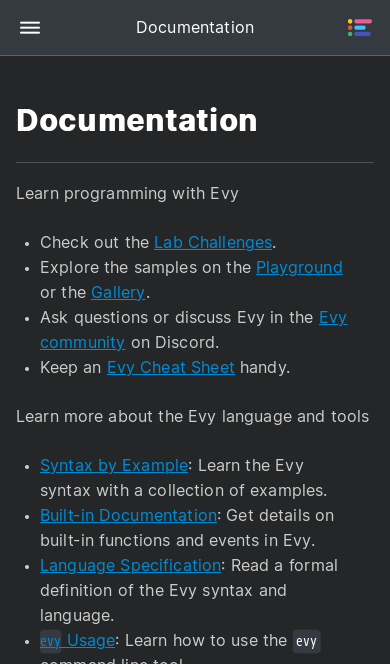 Documentation
Documentation
Learn programming with Evy
• Check out the Lab Challenges.
• Explore the samples on the Playground
or the Gallery.
• Ask questions or discuss Evy in the Evy
community on Discord.
• Keep an Evy Cheat Sheet handy.
Learn more about the Evy language and tools
• Syntax by Example: Learn the Evy
syntax with a collection of examples.
• Built-in Documentation: Get details on
built-in functions and events in Evy.
• Language Specification: Read a formal
definition of the Evy syntax and
language.
• evy Usage: Learn how to use the evy
command line tool